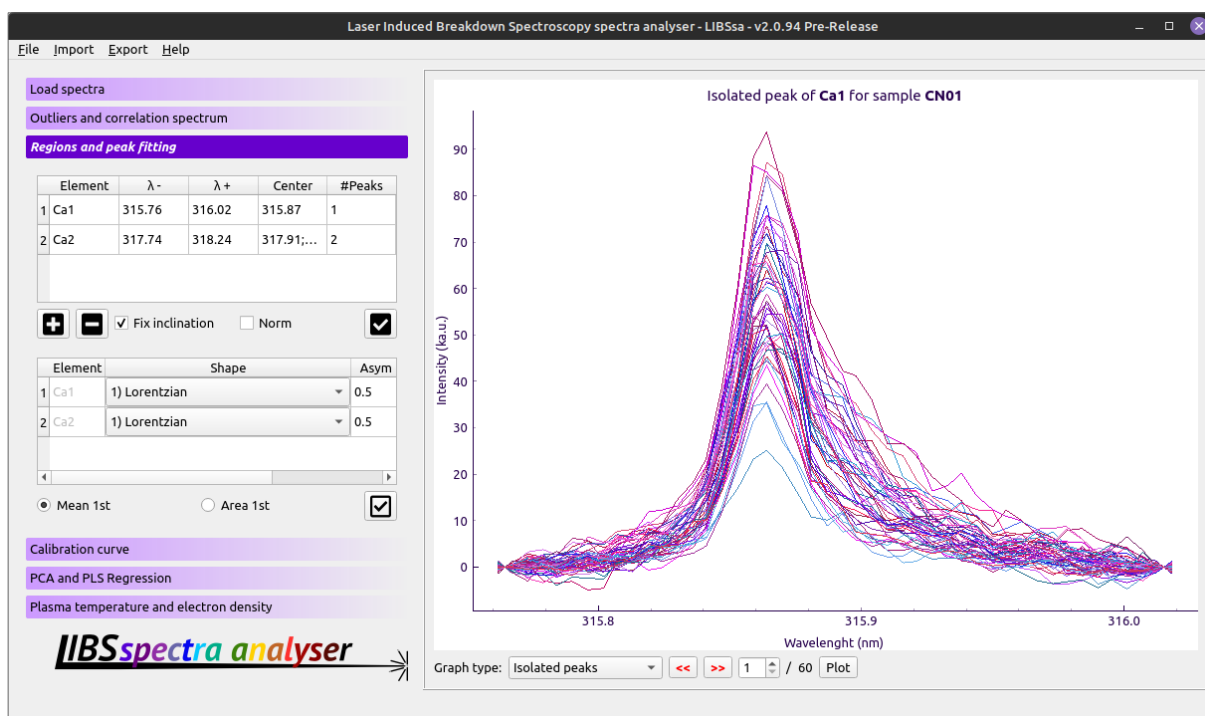 Laser Induced Breakdown Spectroscopy spectra analyser - LIBSsa - v2.0.94 Pre-Release
File Import Export Help
Load spectra
Outliers and correlation spectrum
Regions and peak fitting
Element λ - λ + Center #Peaks
1 Ca1 315.76 316.02 315.87 1
2 Ca2 317.74 318.24 317.91;... 2
Fix inclination Norm
Element Shape Asym
1 Ca1 1) Lorentzian 0.5
2 Ca2 1) Lorentzian 0.5
Mean 1st Area 1st
Calibration curve
PCA and PLS Regression
Plasma temperature and electron density
LIBS spectra analyser
Isolated peak of Ca1 for sample CN01
Intensity (ka.u.)
90
80
70
60
50
40
30
20
10
0
315.8 315.9 316.0
Wavelenght (nm)
Graph type: Isolated peaks << >> 1 / 60 Plot